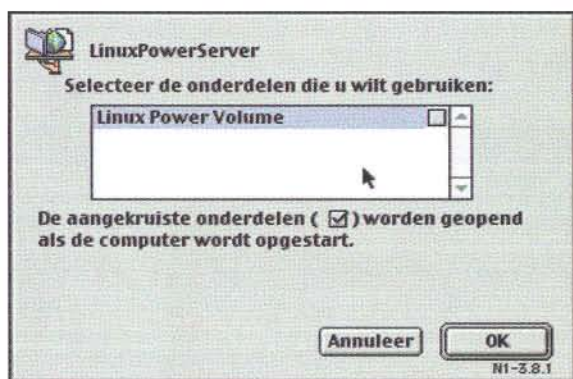 LinuxPowerServer
Selecteer de onderdelen die u wilt gebruiken:
Linux Power Volume
De aangekruiste onderdelen ( ☑ ) worden geopend
als de computer wordt opgestart.
Annuleer
OK
N1-3.8.1